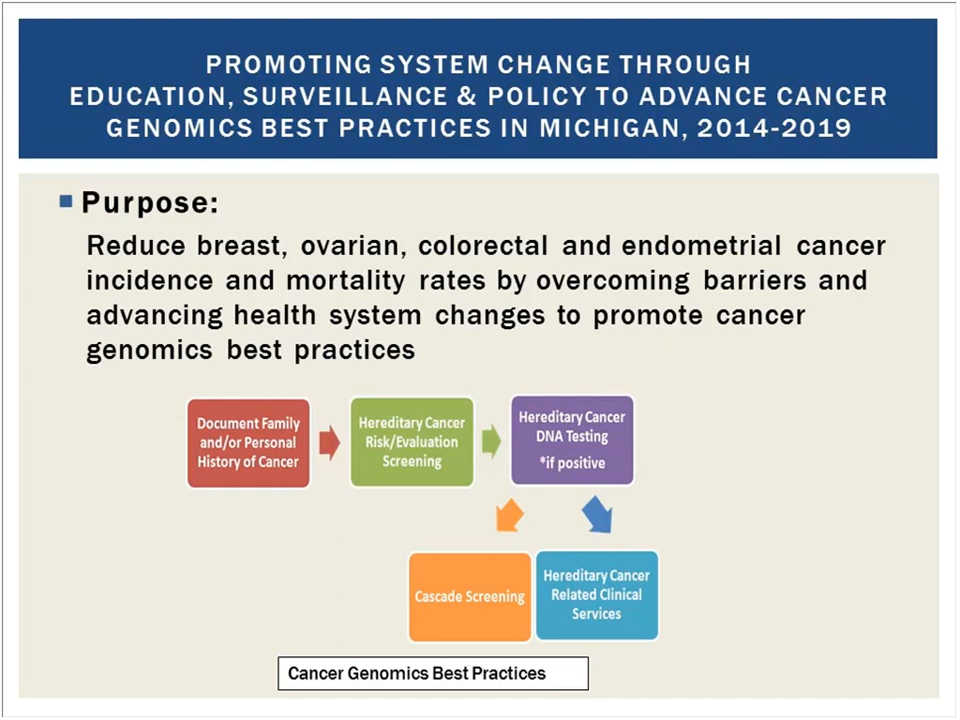 PROMOTING SYSTEM CHANGE THROUGH
EDUCATION, SURVEILLANCE & POLICY TO ADVANCE CANCER
GENOMICS BEST PRACTICES IN MICHIGAN, 2014-2019
Purpose:
Reduce breast, ovarian, colorectal and endometrial cancer
incidence and mortality rates by overcoming barriers and
advancing health system changes to promote cancer
genomics best practices
Document Family
and/or Personal
History of Cancer
Hereditary Cancer
Risk/Evaluation
Screening
Hereditary Cancer
DNA Testing
*if positive
Cascade Screening
Hereditary Cancer
Related Clinical
Services
Cancer Genomics Best Practices